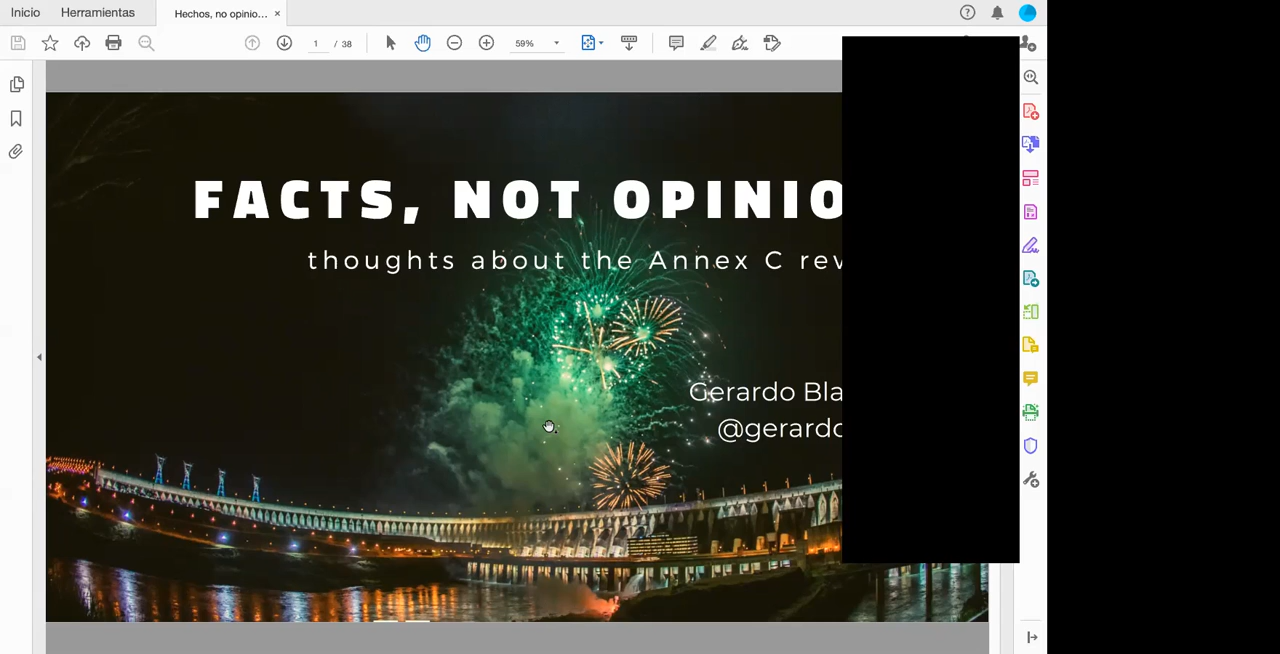 Inicio Herramientas Hechos, no opinio... ×
1 / 38 59%
FACTS, NOT OPINIO
thoughts about the Annex C rev
Gerardo Bla
@gerardo